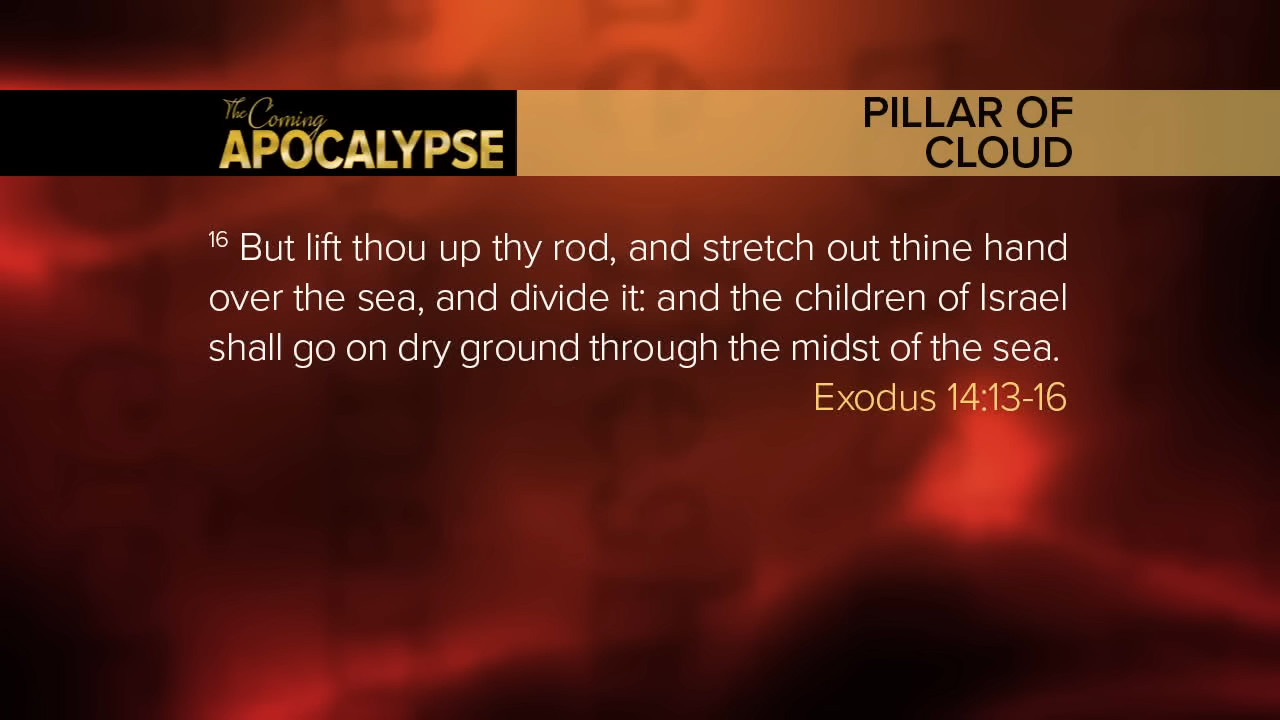 The Coming
APOCALYPSE
PILLAR OF
CLOUD
16 But lift thou up thy rod, and stretch out thine hand
over the sea, and divide it: and the children of Israel
shall go on dry ground through the midst of the sea.
Exodus 14:13-16